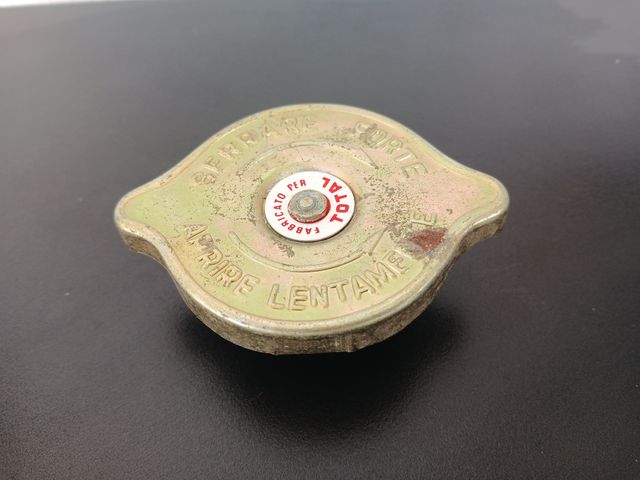 SERRARE FORTE
FABBRICATO PER
TOTAL
APRIRE LENTAMENTE